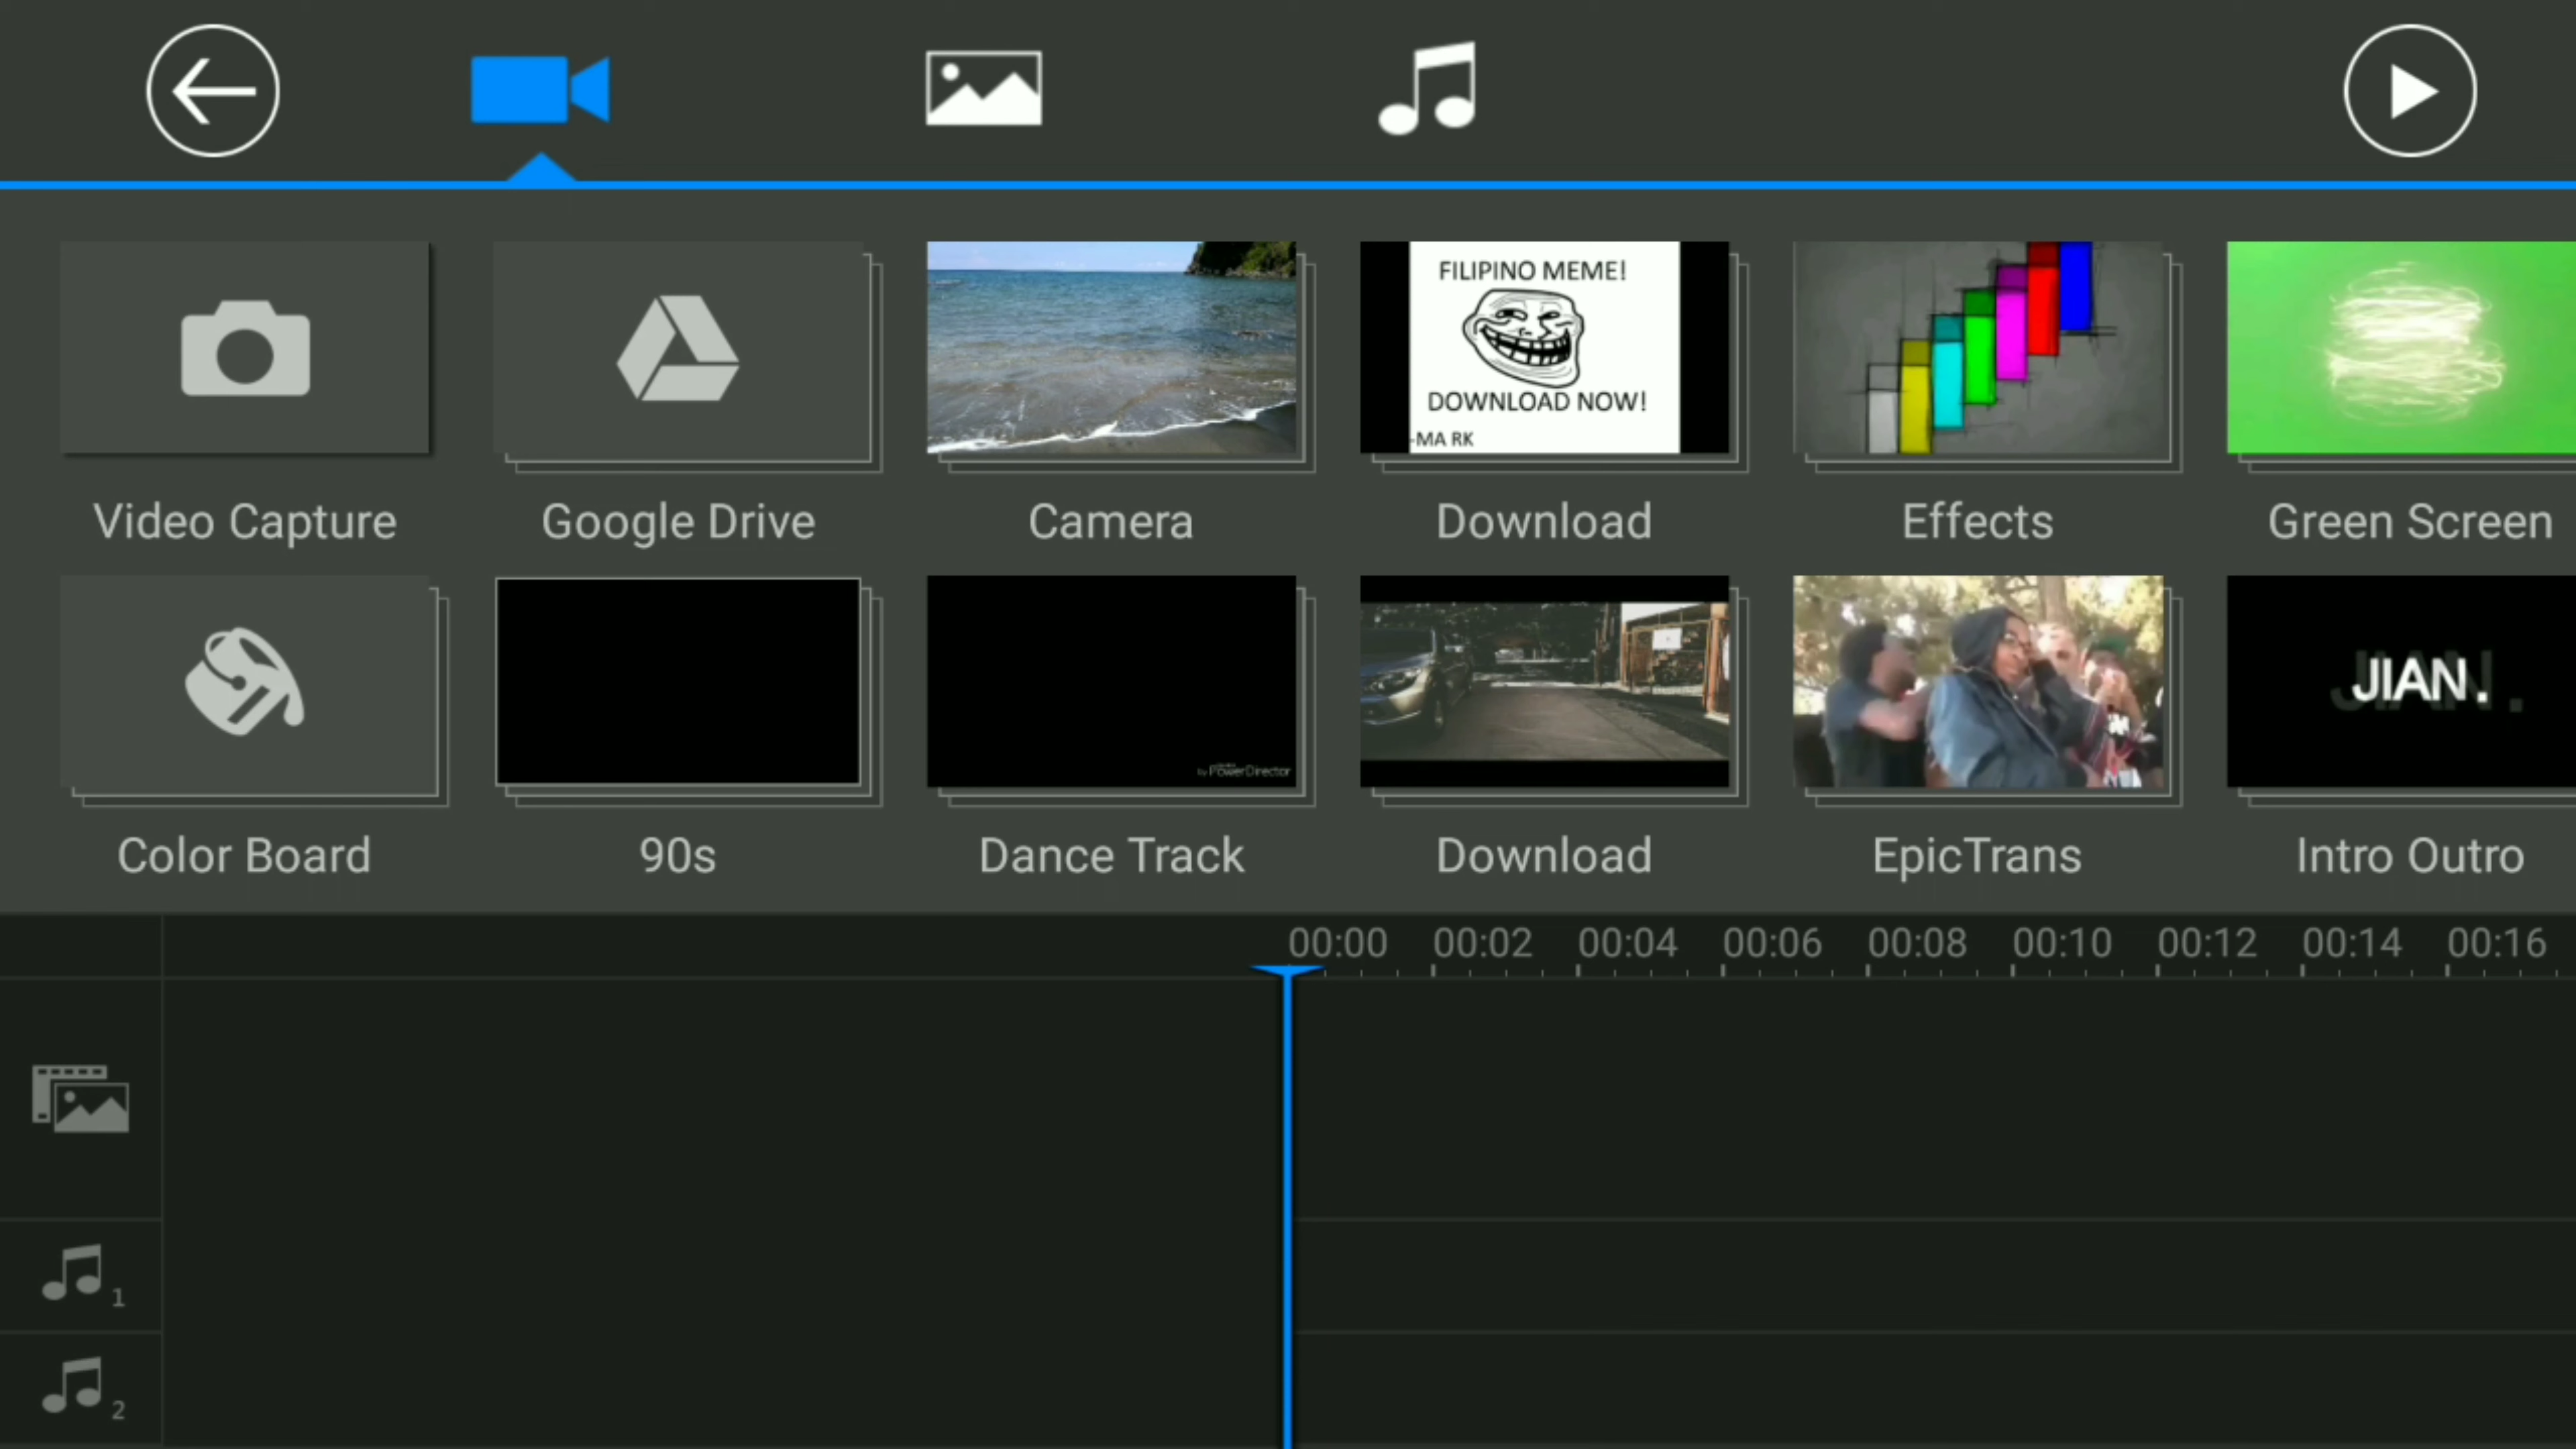 FILIPINO MEME!
DOWNLOAD NOW!
-MA RK
Video Capture
Google Drive
Camera
Download
Effects
Green Screen
by PowerDirector
JIAN.
Color Board
90s
Dance Track
Download
EpicTrans
Intro Outro
00:00 00:02 00:04 00:06 00:08 00:10 00:12 00:14 00:16
1
2